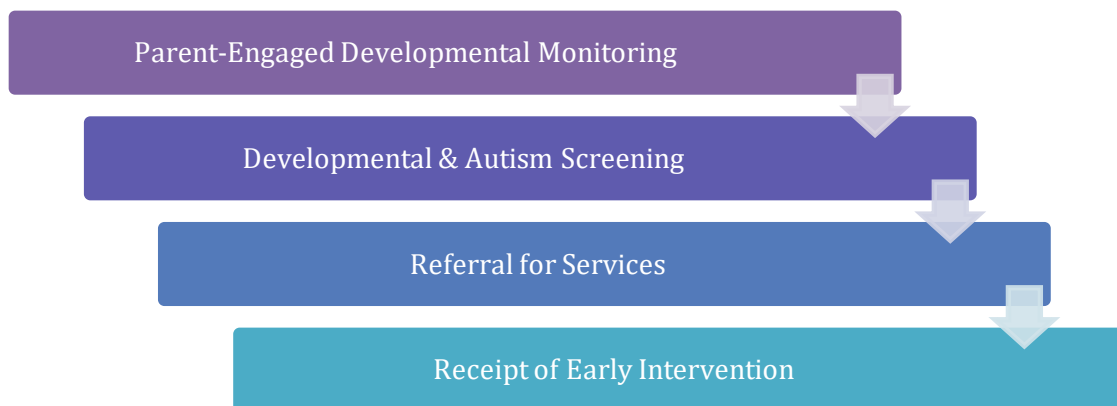 Parent-Engaged Developmental Monitoring
Developmental & Autism Screening
Referral for Services
Receipt of Early Intervention